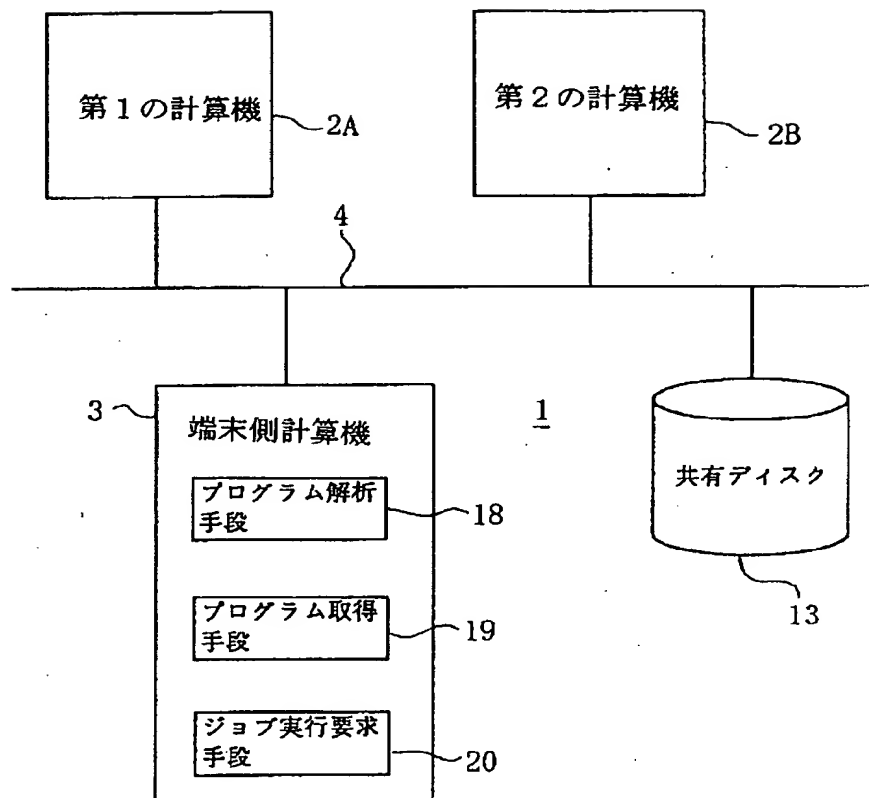 第1の計算機
2A
第2の計算機
2B
4
3
端末側計算機
1
プログラム解析
手段
18
共有ディスク
プログラム取得
手段
19
13
ジョブ実行要求
手段
20